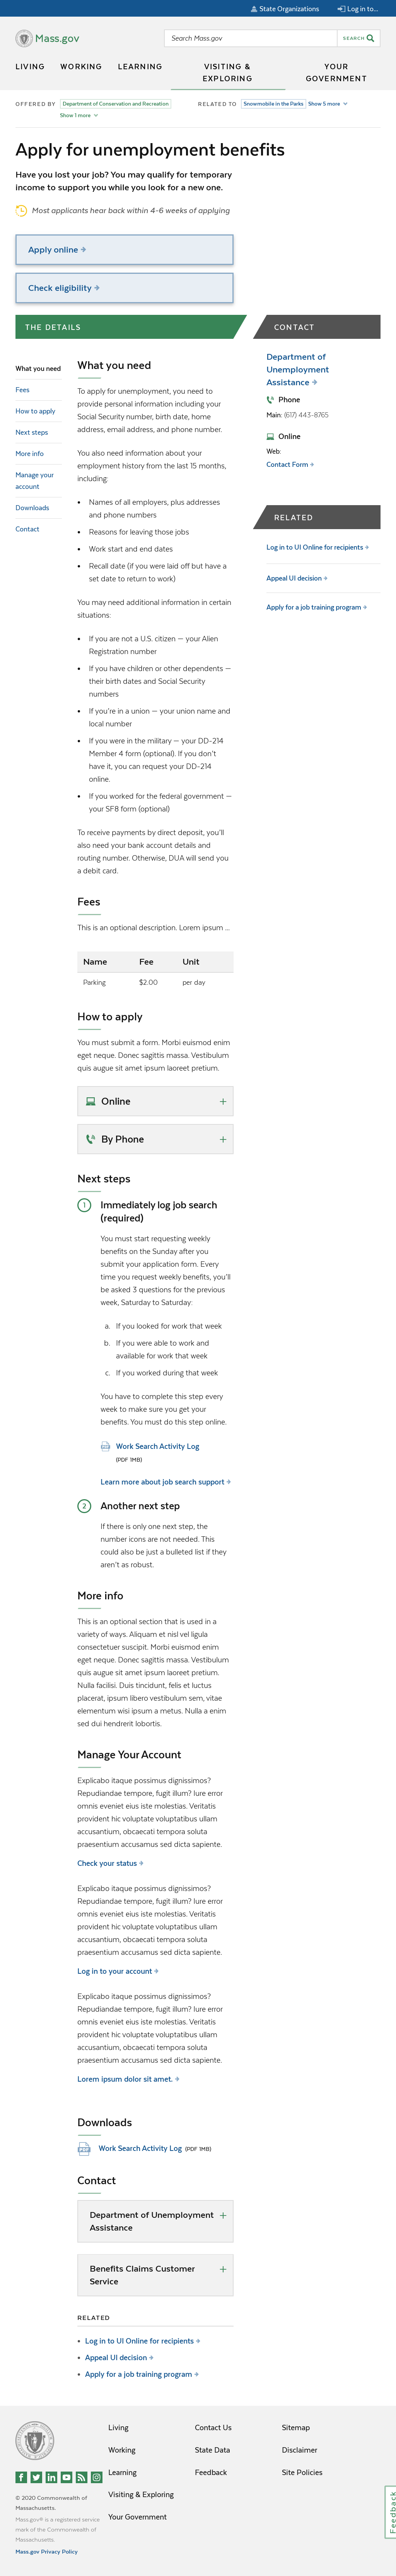 State Organizations
Log in to...
Mass.gov
Search Mass.gov
SEARCH
LIVING
WORKING
LEARNING
VISITING &
EXPLORING
YOUR
GOVERNMENT
OFFERED BY Department of Conservation and Recreation
Show 1 more
RELATED TO Snowmobile in the Parks Show 5 more
Apply for unemployment benefits
Have you lost your job? You may qualify for temporary
income to support you while you look for a new one.
Most applicants hear back within 4-6 weeks of applying
Apply online
Check eligibility
THE DETAILS
What you need
Fees
How to apply
Next steps
More info
Manage your
account
Downloads
Contact
What you need
To apply for unemployment, you need to
provide personal information including your
Social Security number, birth date, home
address, email address, and phone number.
You also need information about your
employment history from the last 15 months,
including:
• Names of all employers, plus addresses
and phone numbers
• Reasons for leaving those jobs
• Work start and end dates
• Recall date (if you were laid off but have a
set date to return to work)
You may need additional information in certain
situations:
• If you are not a U.S. citizen — your Alien
Registration number
• If you have children or other dependents —
their birth dates and Social Security
numbers
• If you're in a union — your union name and
local number
• If you were in the military — your DD-214
Member 4 form (optional). If you don't
have it, you can request your DD-214
online.
• If you worked for the federal government —
your SF8 form (optional)
To receive payments by direct deposit, you'll
also need your bank account details and
routing number. Otherwise, DUA will send you
a debit card.
Fees
This is an optional description. Lorem ipsum ...
Name Fee Unit
Parking $2.00 per day
How to apply
You must submit a form. Morbi euismod enim
eget neque. Donec sagittis massa. Vestibulum
quis augue sit amet ipsum laoreet pretium.
Online
By Phone
Next steps
1 Immediately log job search
(required)
You must start requesting weekly
benefits on the Sunday after you
submit your application form. Every
time you request weekly benefits, you'll
be asked 3 questions for the previous
week, Saturday to Saturday:
a. If you looked for work that week
b. If you were able to work and
available for work that week
c. If you worked during that week
You have to complete this step every
week to make sure you get your
benefits. You must do this step online.
Work Search Activity Log
(PDF 1MB)
Learn more about job search support
2 Another next step
If there is only one next step, the
number icons are not needed. This
could also be just a bulleted list if they
aren't as robust.
More info
This is an optional section that is used in a
variety of ways. Aliquam et nisl vel ligula
consectetuer suscipit. Morbi euismod enim
eget neque. Donec sagittis massa. Vestibulum
quis augue sit amet ipsum laoreet pretium.
Nulla facilisi. Duis tincidunt, felis et luctus
placerat, ipsum libero vestibulum sem, vitae
elementum wisi ipsum a metus. Nulla a enim
sed dui hendrerit lobortis.
Manage Your Account
Explicabo itaque possimus dignissimos?
Repudiandae tempore, fugit illum? Iure error
omnis eveniet eius iste molestias. Veritatis
provident hic voluptate voluptatibus ullam
accusantium, obcaecati tempora soluta
praesentium accusamus sed dicta sapiente.
Check your status
Explicabo itaque possimus dignissimos?
Repudiandae tempore, fugit illum? Iure error
omnis eveniet eius iste molestias. Veritatis
provident hic voluptate voluptatibus ullam
accusantium, obcaecati tempora soluta
praesentium accusamus sed dicta sapiente.
Log in to your account
Explicabo itaque possimus dignissimos?
Repudiandae tempore, fugit illum? Iure error
omnis eveniet eius iste molestias. Veritatis
provident hic voluptate voluptatibus ullam
accusantium, obcaecati tempora soluta
praesentium accusamus sed dicta sapiente.
Lorem ipsum dolor sit amet.
Downloads
Work Search Activity Log (PDF 1MB)
Contact
Department of Unemployment
Assistance
Benefits Claims Customer
Service
RELATED
• Log in to UI Online for recipients
• Appeal UI decision
• Apply for a job training program
CONTACT
Department of
Unemployment
Assistance
Phone
Main: (617) 443-8765
Online
Web:
Contact Form
RELATED
Log in to UI Online for recipients
Appeal UI decision
Apply for a job training program
© 2020 Commonwealth of
Massachusetts.
Mass.gov® is a registered service
mark of the Commonwealth of
Massachusetts.
Mass.gov Privacy Policy
Living
Working
Learning
Visiting & Exploring
Your Government
Contact Us
State Data
Feedback
Sitemap
Disclaimer
Site Policies
Feedback